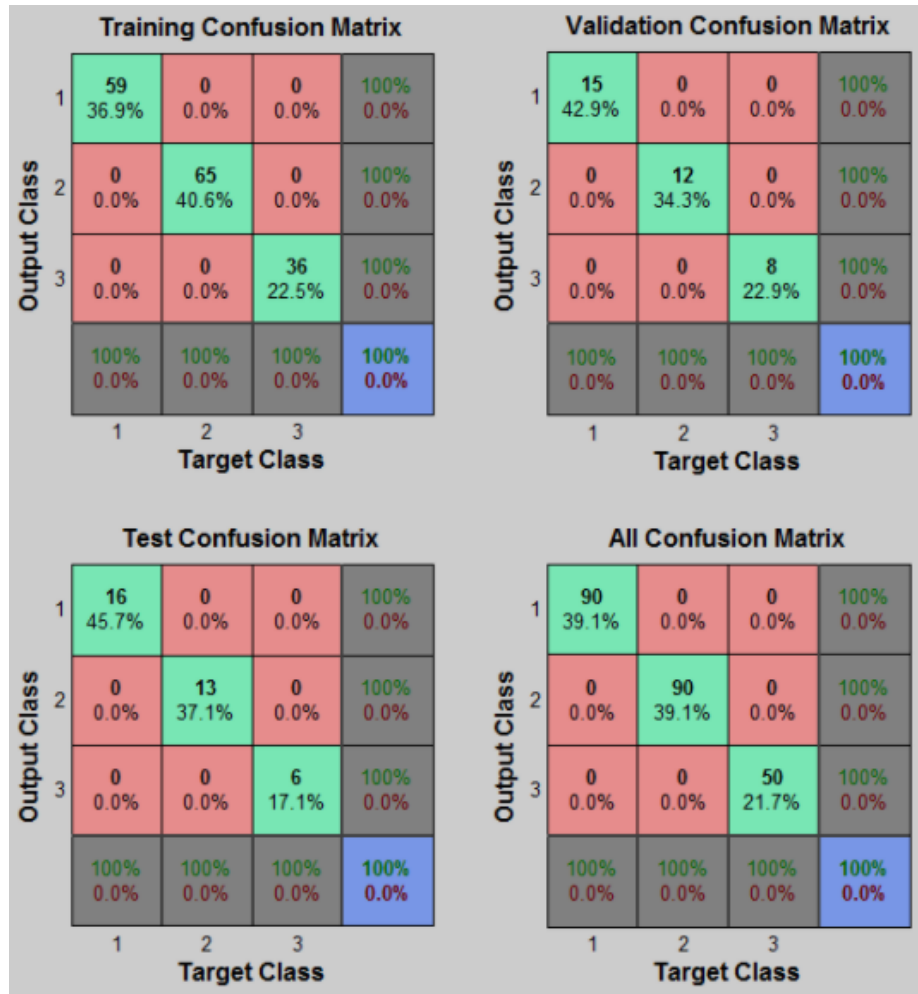 Training Confusion Matrix
Output Class
1
59 0 0 100%
36.9% 0.0% 0.0% 0.0%
2
0 65 0 100%
0.0% 40.6% 0.0% 0.0%
3
0 0 36 100%
0.0% 0.0% 22.5% 0.0%
100% 100% 100% 100%
0.0% 0.0% 0.0% 0.0%
1 2 3
Target Class
Validation Confusion Matrix
Output Class
1
15 0 0 100%
42.9% 0.0% 0.0% 0.0%
2
0 12 0 100%
0.0% 34.3% 0.0% 0.0%
3
0 0 8 100%
0.0% 0.0% 22.9% 0.0%
100% 100% 100% 100%
0.0% 0.0% 0.0% 0.0%
1 2 3
Target Class
Test Confusion Matrix
Output Class
1
16 0 0 100%
45.7% 0.0% 0.0% 0.0%
2
0 13 0 100%
0.0% 37.1% 0.0% 0.0%
3
0 0 6 100%
0.0% 0.0% 17.1% 0.0%
100% 100% 100% 100%
0.0% 0.0% 0.0% 0.0%
1 2 3
Target Class
All Confusion Matrix
Output Class
1
90 0 0 100%
39.1% 0.0% 0.0% 0.0%
2
0 90 0 100%
0.0% 39.1% 0.0% 0.0%
3
0 0 50 100%
0.0% 0.0% 21.7% 0.0%
100% 100% 100% 100%
0.0% 0.0% 0.0% 0.0%
1 2 3
Target Class